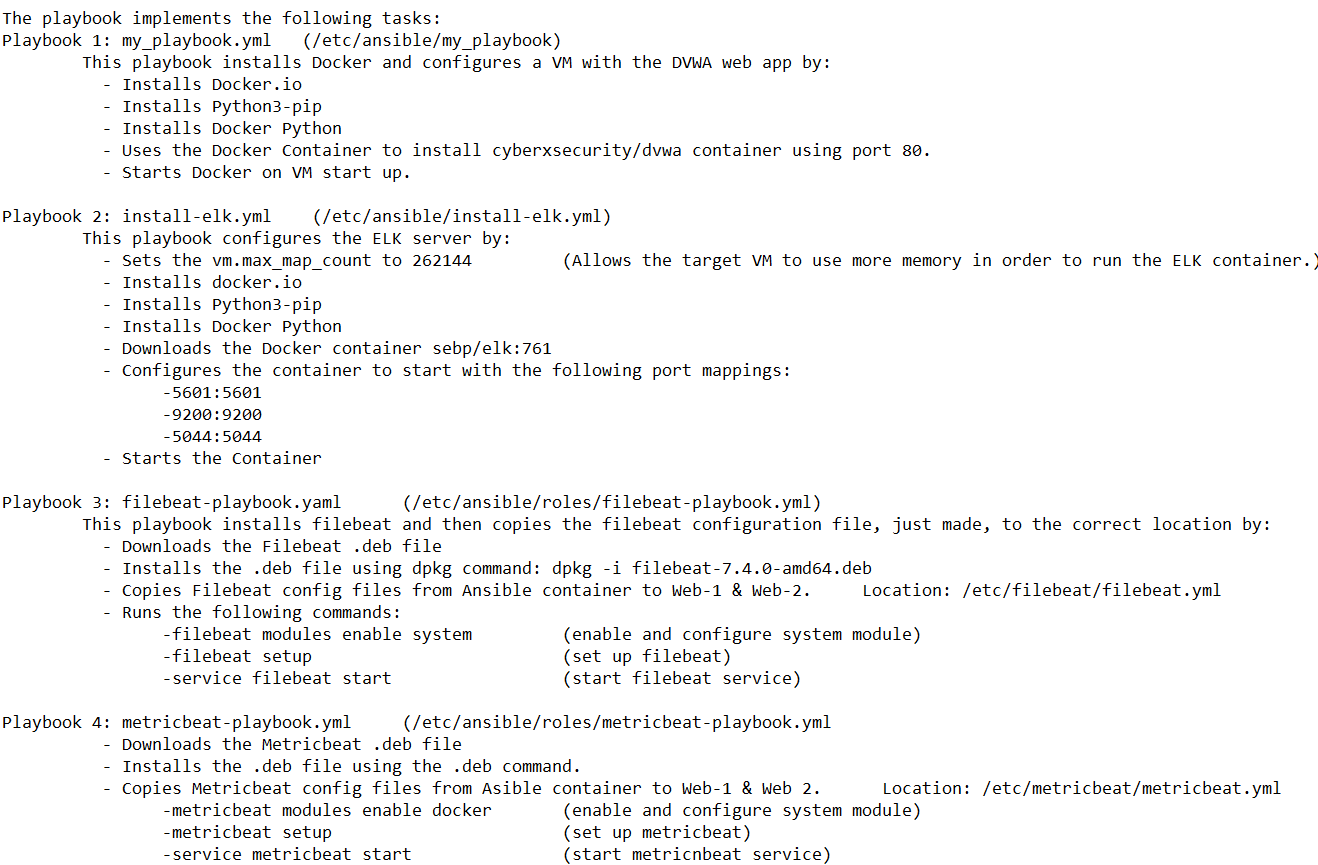 The playbook implements the following tasks:
Playbook 1: my_playbook.yml   (/etc/ansible/my_playbook)
        This playbook installs Docker and configures a VM with the DVWA web app by:
          - Installs Docker.io
          - Installs Python3-pip
          - Installs Docker Python
          - Uses the Docker Container to install cyberxsecurity/dvwa container using port 80.
          - Starts Docker on VM start up.

Playbook 2: install-elk.yml    (/etc/ansible/install-elk.yml)
        This playbook configures the ELK server by:
          - Sets the vm.max_map_count to 262144         (Allows the target VM to use more memory in order to run the ELK container.)
          - Installs docker.io
          - Installs Python3-pip
          - Installs Docker Python
          - Downloads the Docker container sebp/elk:761
          - Configures the container to start with the following port mappings:
                -5601:5601
                -9200:9200
                -5044:5044
          - Starts the Container

Playbook 3: filebeat-playbook.yaml      (/etc/ansible/roles/filebeat-playbook.yml)
        This playbook installs filebeat and then copies the filebeat configuration file, just made, to the correct location by:
          - Downloads the Filebeat .deb file
          - Installs the .deb file using dpkg command: dpkg -i filebeat-7.4.0-amd64.deb
          - Copies Filebeat config files from Ansible container to Web-1 & Web-2.     Location: /etc/filebeat/filebeat.yml
          - Runs the following commands:
                -filebeat modules enable system         (enable and configure system module)
                -filebeat setup                         (set up filebeat)
                -service filebeat start                 (start filebeat service)

Playbook 4: metricbeat-playbook.yml     (/etc/ansible/roles/metricbeat-playbook.yml
          - Downloads the Metricbeat .deb file
          - Installs the .deb file using the .deb command.
          - Copies Metricbeat config files from Asible container to Web-1 & Web 2.      Location: /etc/metricbeat/metricbeat.yml
                -metricbeat modules enable docker       (enable and configure system module)
                -metricbeat setup                       (set up metricbeat)
                -service metricbeat start               (start metricnbeat service)